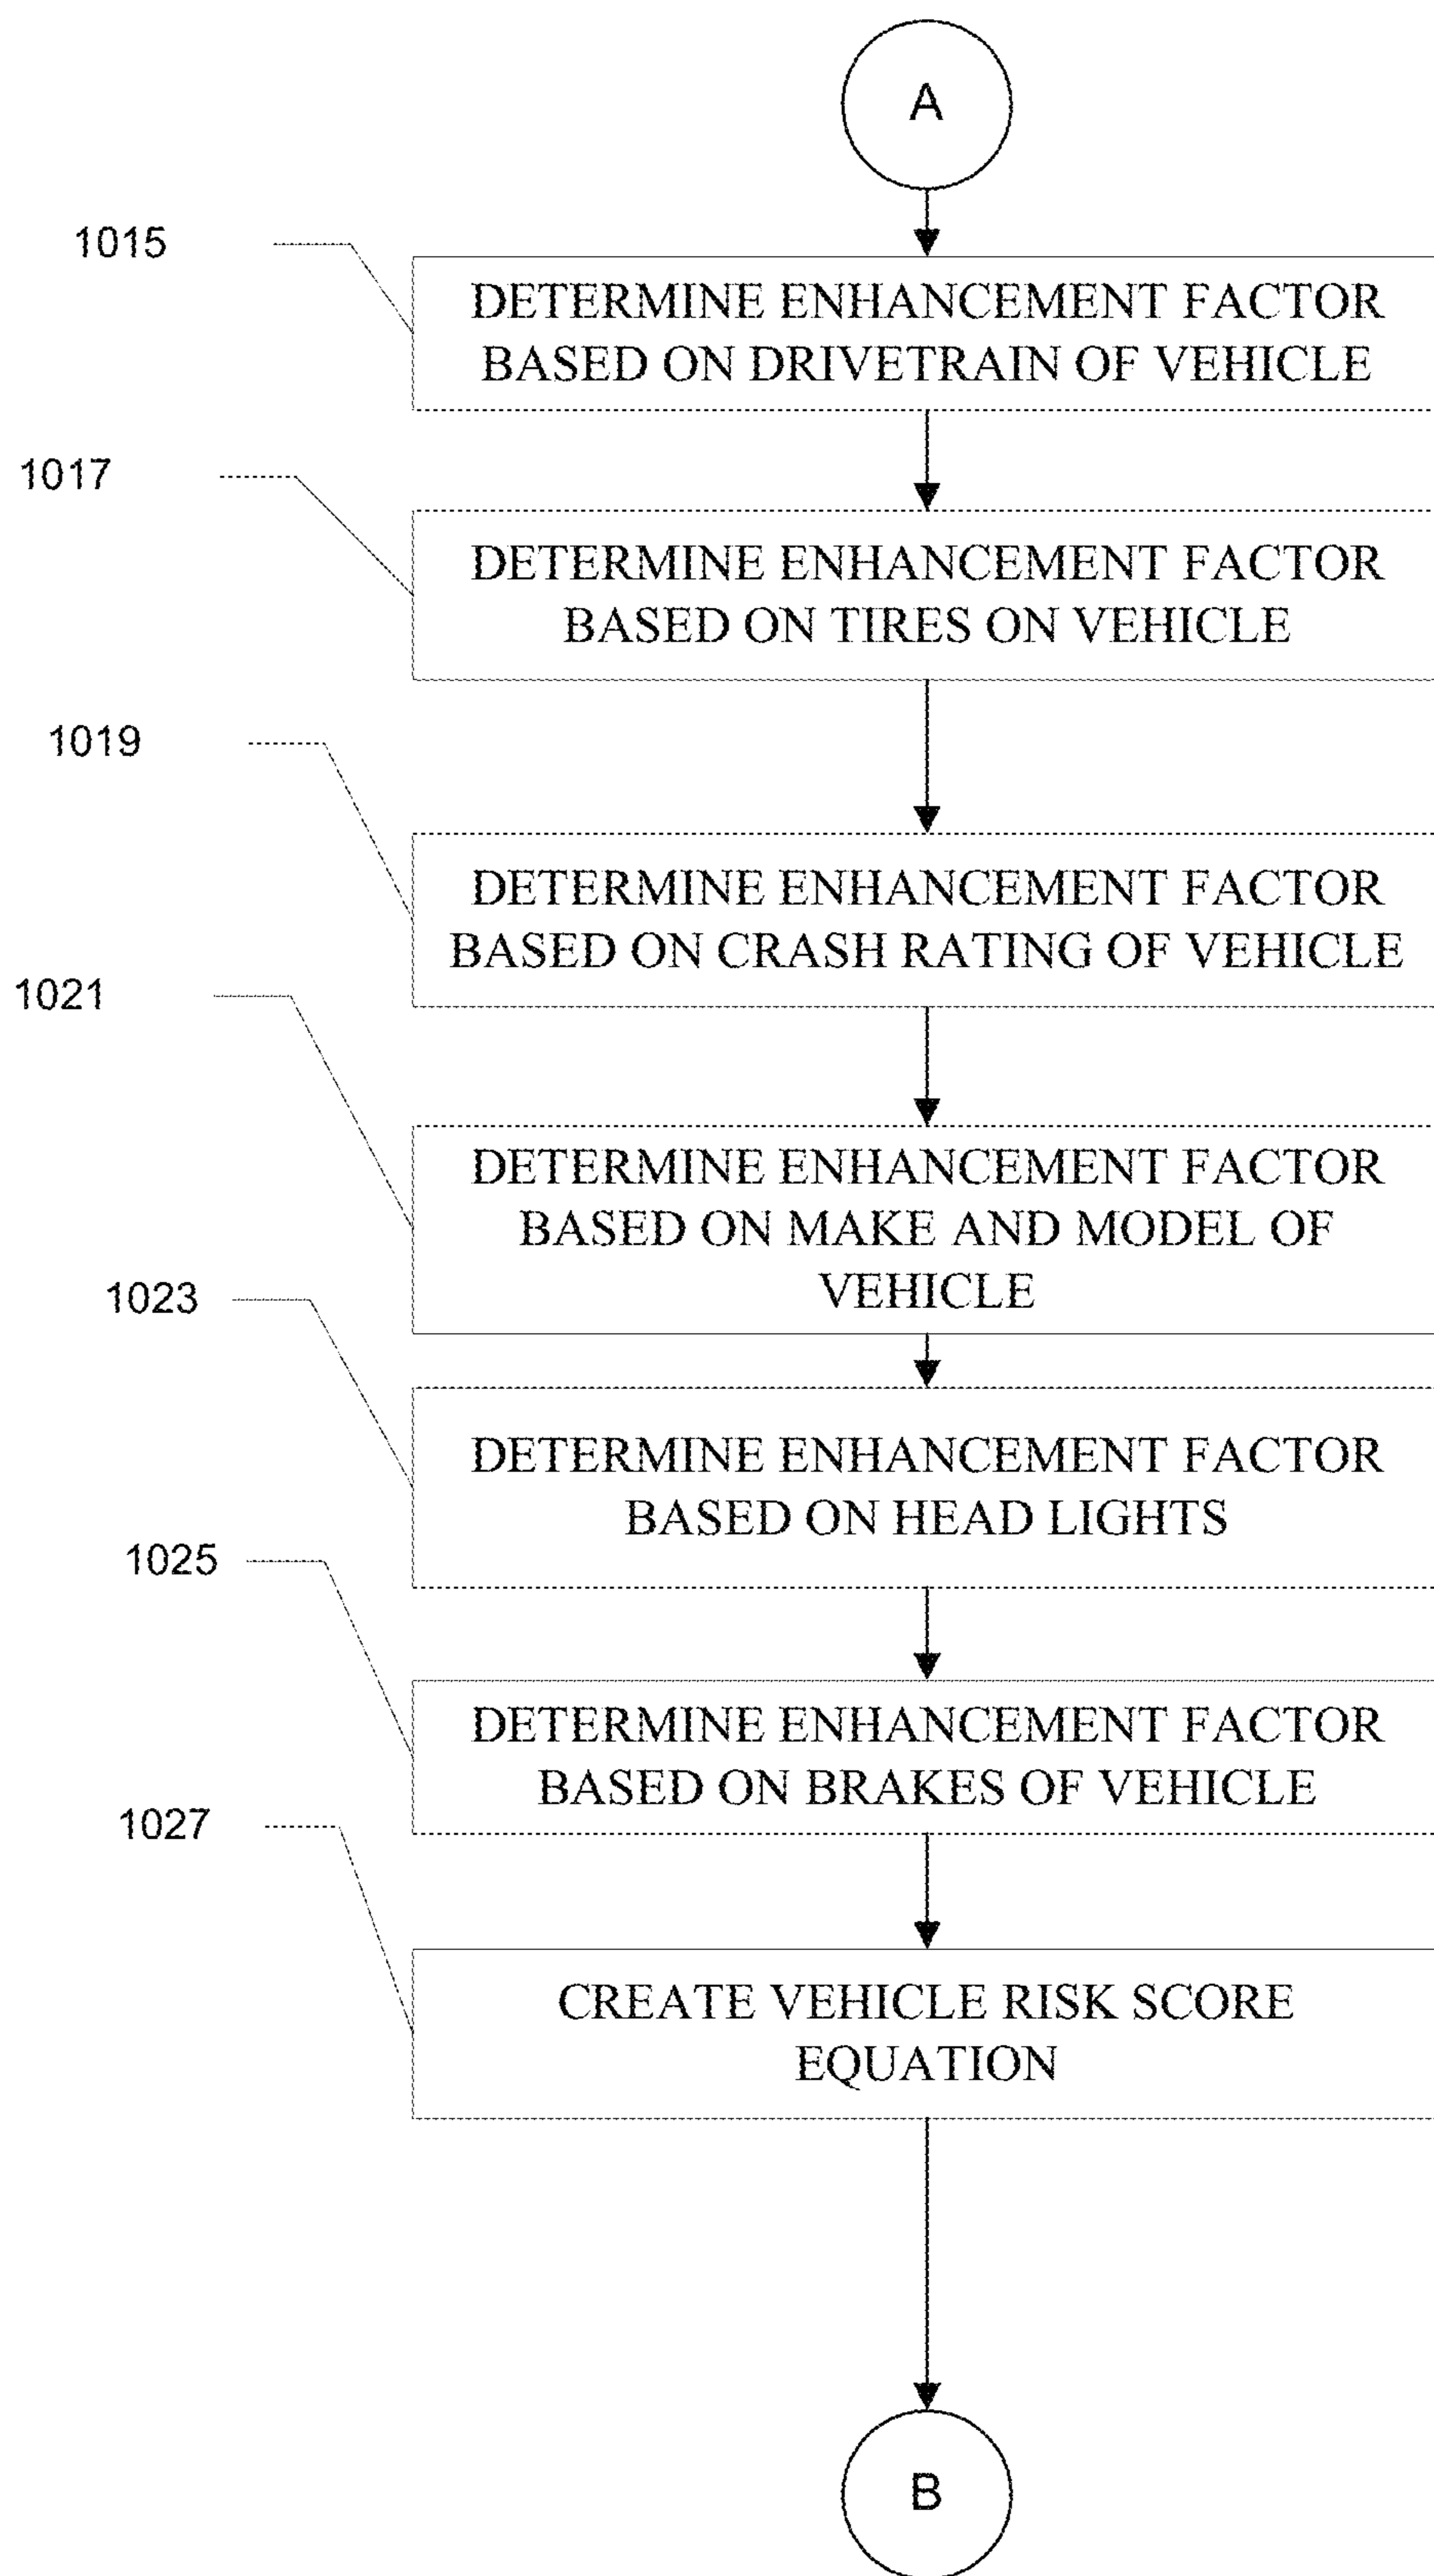 A
1015
DETERMINE ENHANCEMENT FACTOR
BASED ON DRIVETRAIN OF VEHICLE
1017
DETERMINE ENHANCEMENT FACTOR
BASED ON TIRES ON VEHICLE
1019
DETERMINE ENHANCEMENT FACTOR
BASED ON CRASH RATING OF VEHICLE
1021
DETERMINE ENHANCEMENT FACTOR
BASED ON MAKE AND MODEL OF
VEHICLE
1023
DETERMINE ENHANCEMENT FACTOR
BASED ON HEAD LIGHTS
1025
DETERMINE ENHANCEMENT FACTOR
BASED ON BRAKES OF VEHICLE
1027
CREATE VEHICLE RISK SCORE
EQUATION
B